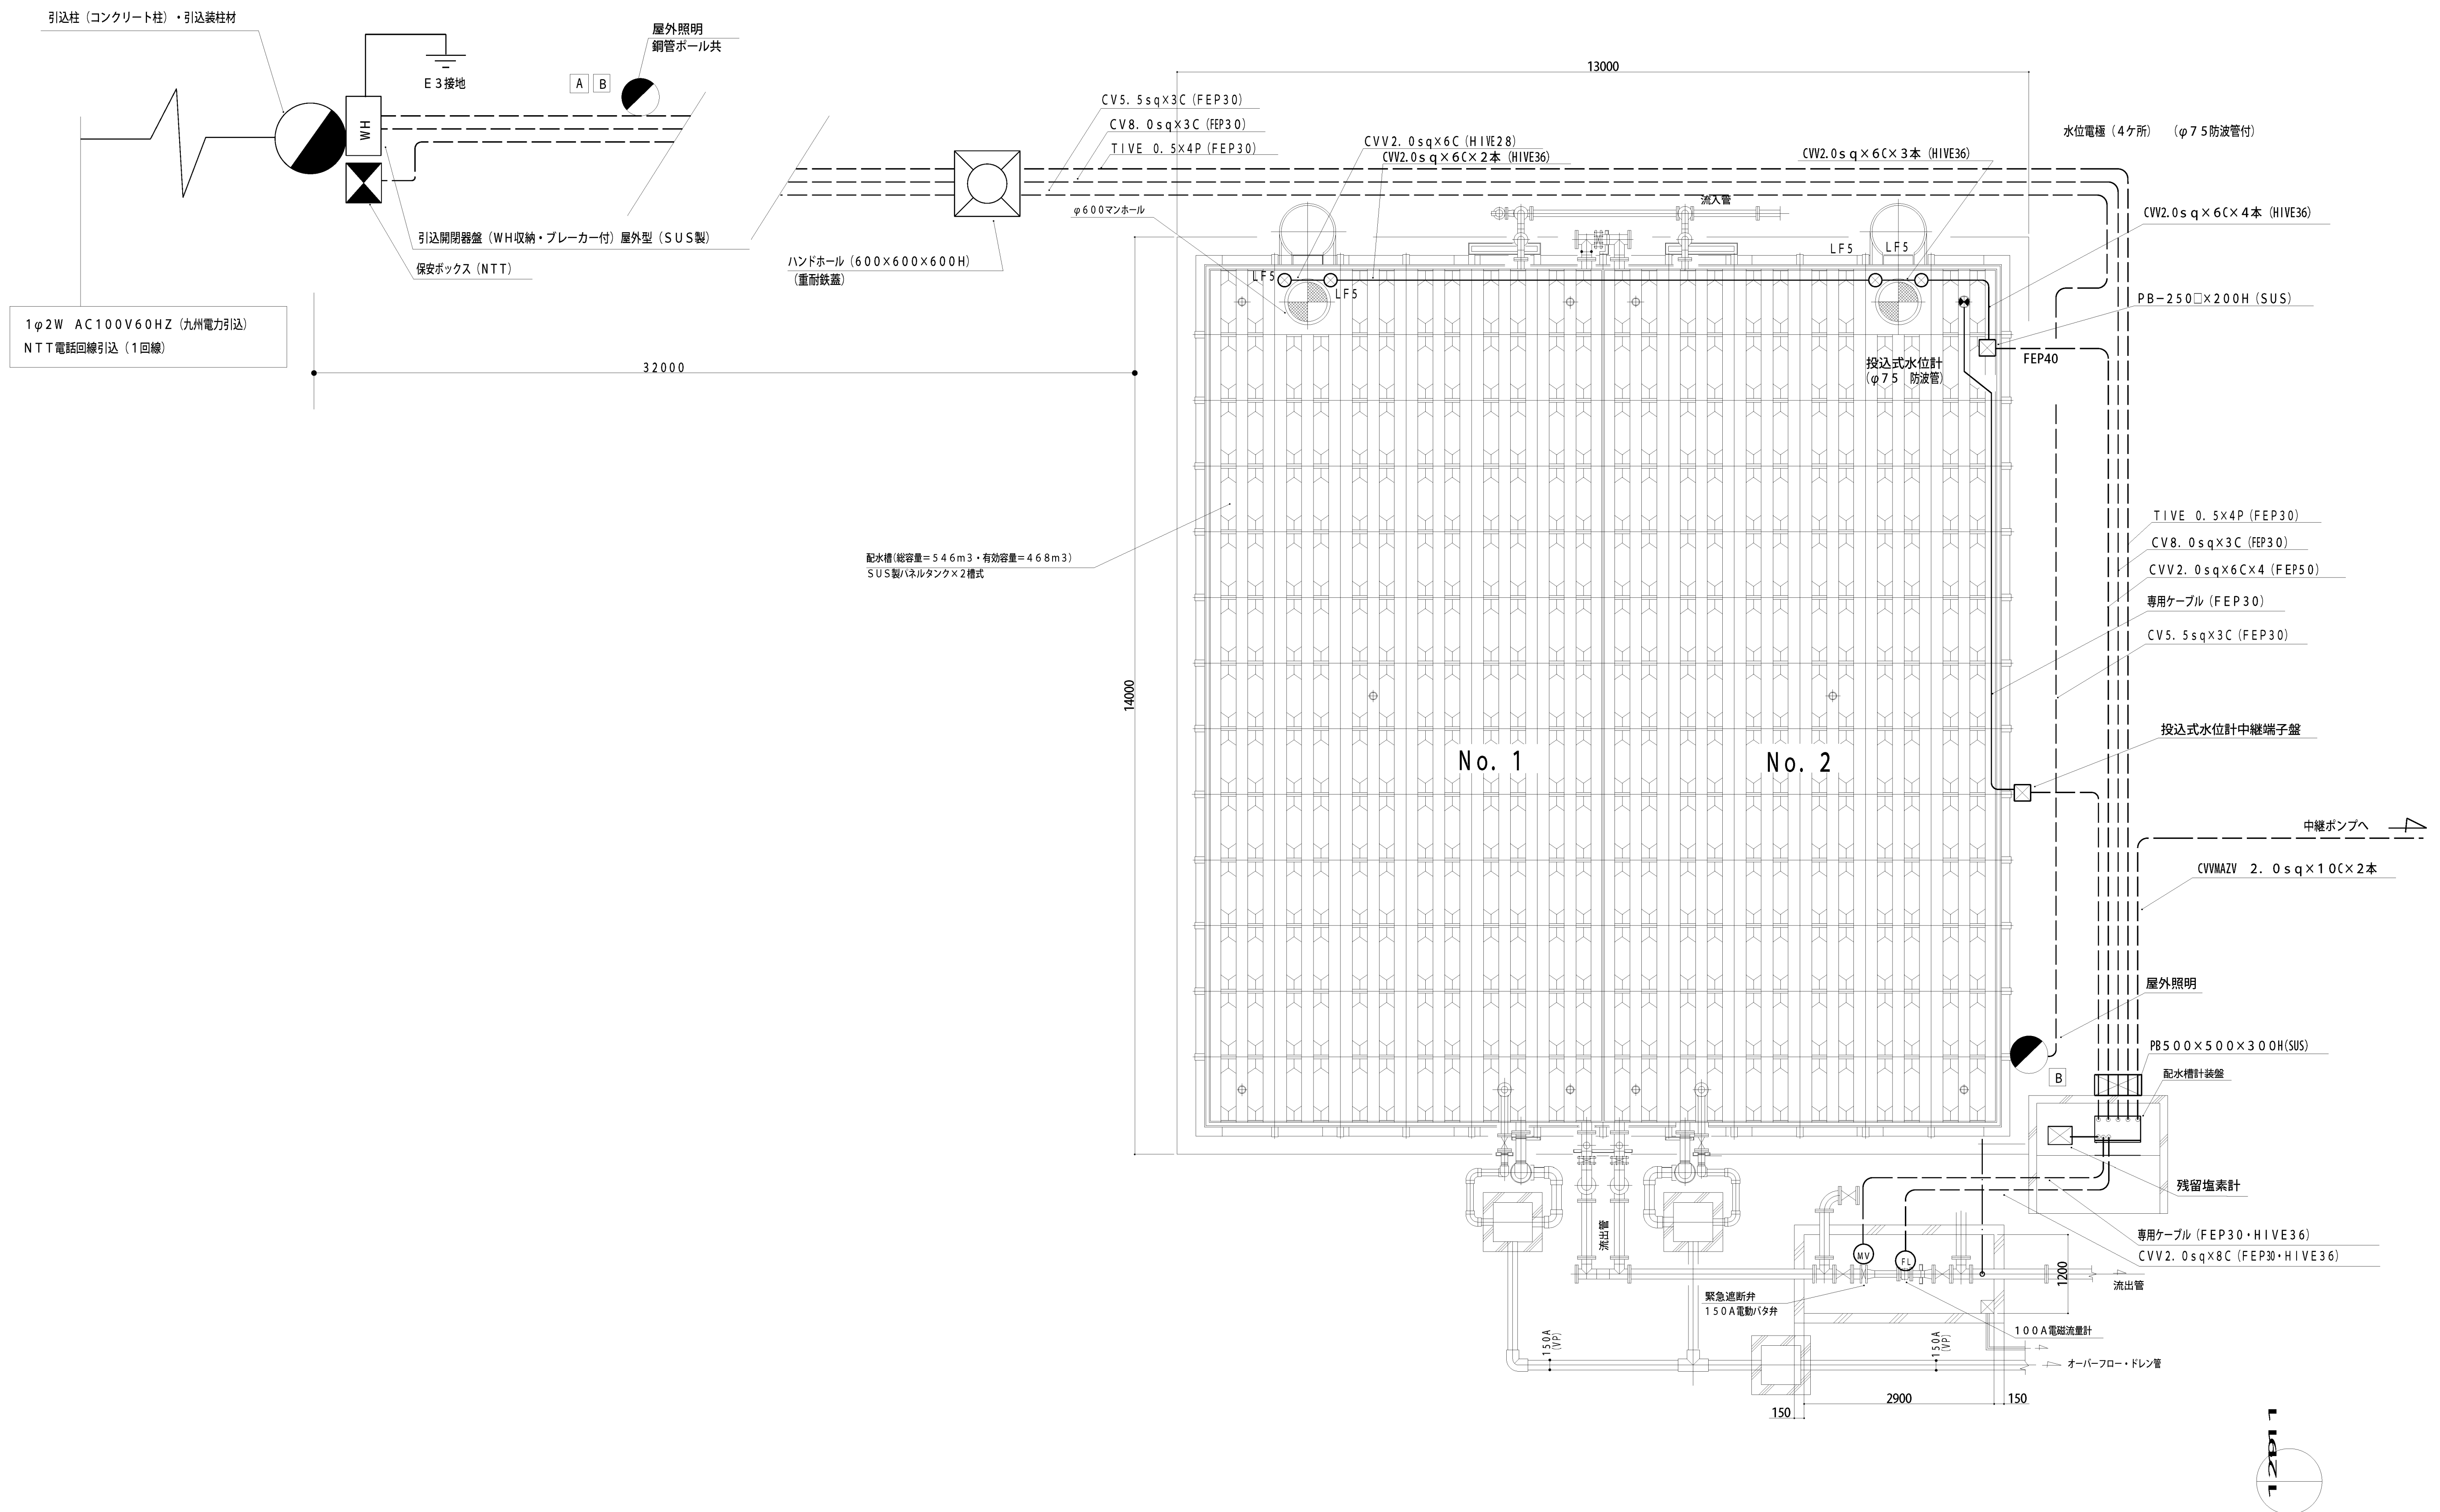 引込柱（コンクリート柱）・引込装柱材
屋外照明
鋼管ポール共
A
B
E3接地
WH
引込開閉器盤（WH収納・ブレーカー付）屋外型（SUS製）
保安ボックス（NTT）
1φ2W AC100V60HZ（九州電力引込）
NTT電話回線引込（1回線）
32000
ハンドホール（600×600×600H）
（重耐鉄蓋）
13000
CV5.5sq×3C（FEP30）
CV8.0sq×3C（FEP30）
TIVE 0.5×4P（FEP30）
CVV2.0sq×6C（HIVE28）
CVV2.0sq×6C×2本（HIVE36）
CVV2.0sq×6C×3本（HIVE36）
水位電極（4ケ所） （φ75防波管付）
φ600マンホール
流入管
LF5
LF5
LF5
LF5
CVV2.0sq×6C×4本（HIVE36）
PB－250□×200H（SUS）
FEP40
投込式水位計
（φ75 防波管）
配水槽（総容量＝546m3・有効容量＝468m3）
SUS製パネルタンク×2槽式
14000
No. 1
No. 2
TIVE 0.5×4P（FEP30）
CV8.0sq×3C（FEP30）
CVV2.0sq×6C×4（FEP50）
専用ケーブル（FEP30）
CV5.5sq×3C（FEP30）
投込式水位計中継端子盤
中継ポンプへ
CVVMAZV 2.0sq×10C×2本
屋外照明
B
PB500×500×300H(SUS)
配水槽計装盤
残留塩素計
専用ケーブル（FEP30・HIVE36）
CVV2.0sq×8C（FEP30・HIVE36）
流出管
MV
FL
1200
流出管
緊急遮断弁
150A電動バタ弁
100A電磁流量計
150A
(VP)
150A
(VP)
オーバーフロー・ドレン管
2900
150
150